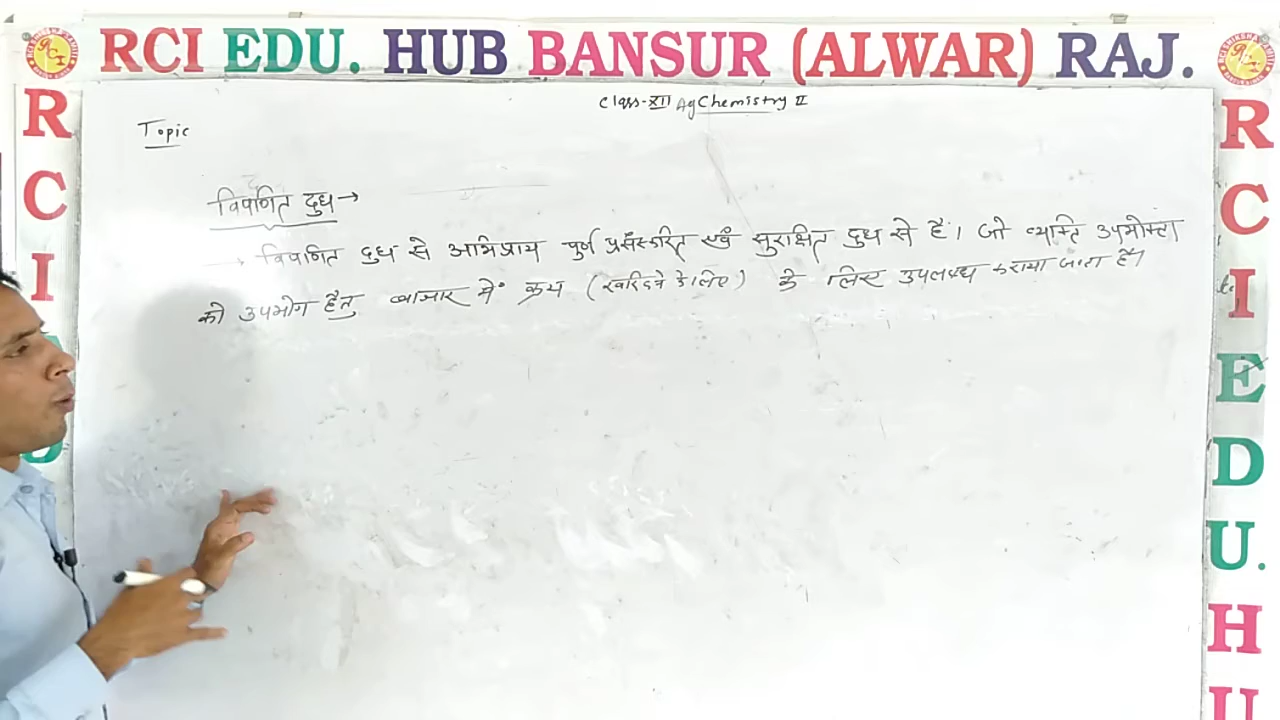 RCI EDU. HUB BANSUR (ALWAR) RAJ.
Class-XII Ag Chemistry II
Topic
विपणित दुध →
→ विपणित दुध से अभिप्राय पुर्ण प्रसंस्करित एवं सुरक्षित दुध से है। जो व्यक्ति उपभोक्ता
को उपभोग हेतु बाजार में क्रय (खरिदने के लिए) के लिए उपलब्ध कराया जाता है।
R
C
I
R
C
I
E
D
U.
H
U